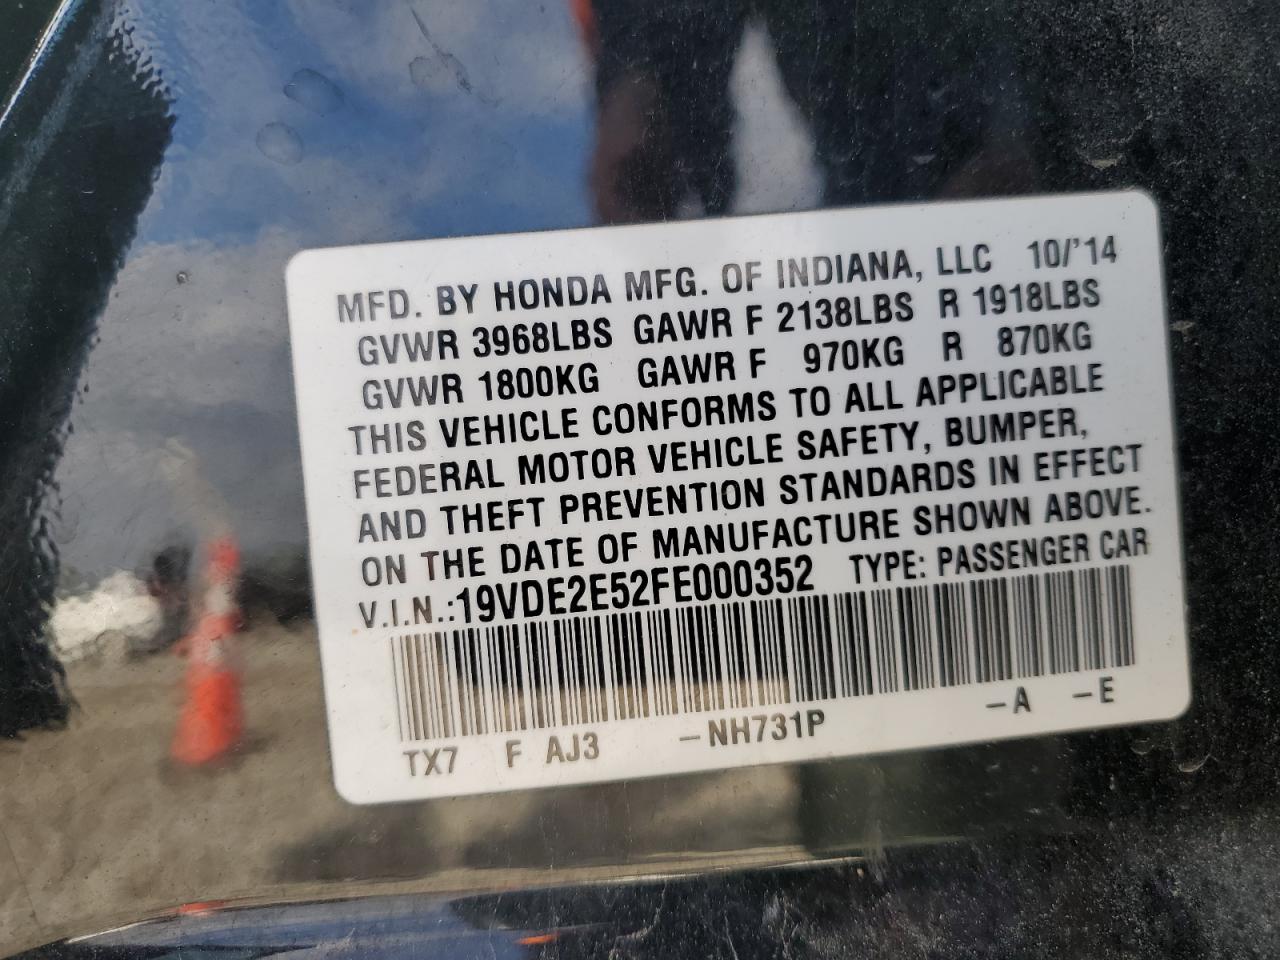 MFD. BY HONDA MFG. OF INDIANA, LLC 10/'14
GVWR 3968LBS GAWR F 2138LBS R 1918LBS
GVWR 1800KG GAWR F 970KG R 870KG
THIS VEHICLE CONFORMS TO ALL APPLICABLE
FEDERAL MOTOR VEHICLE SAFETY, BUMPER,
AND THEFT PREVENTION STANDARDS IN EFFECT
ON THE DATE OF MANUFACTURE SHOWN ABOVE.
V.I.N.:19VDE2E52FE000352 TYPE: PASSENGER CAR
TX7 F AJ3 -NH731P -A -E